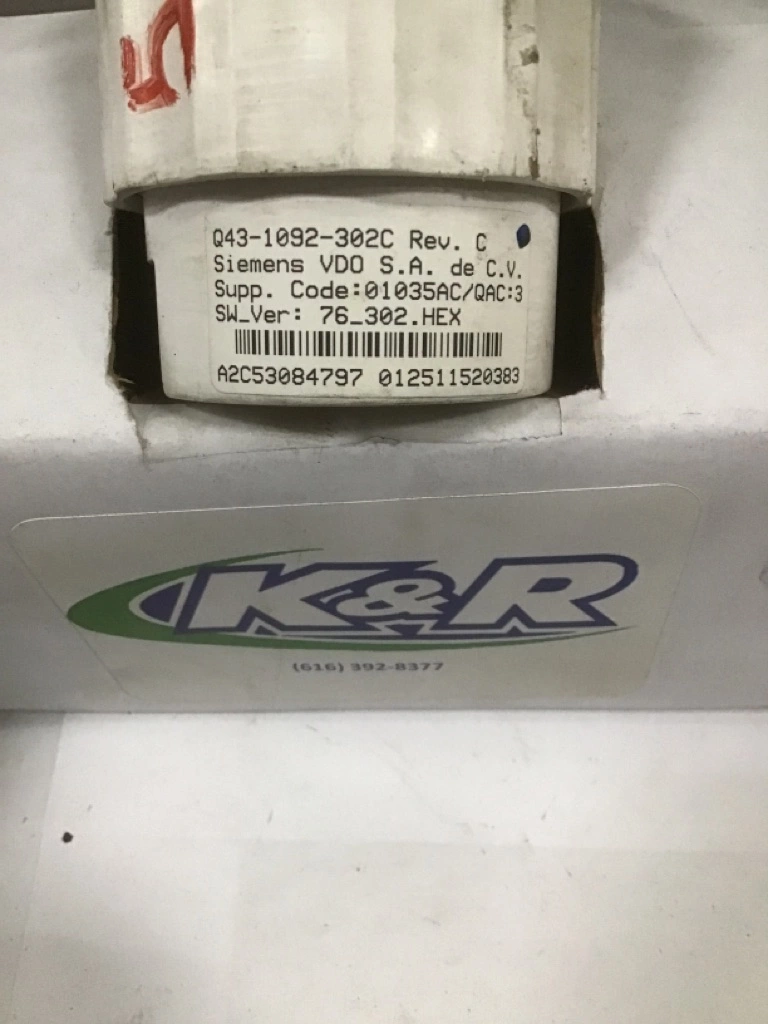 Q43-1092-302C Rev. C
Siemens VDO S.A. de C.V.
Supp. Code:01035AC/QAC:3
SW_Ver: 76_302.HEX
A2C53084797 012511520383
K&R
(616) 392-8377